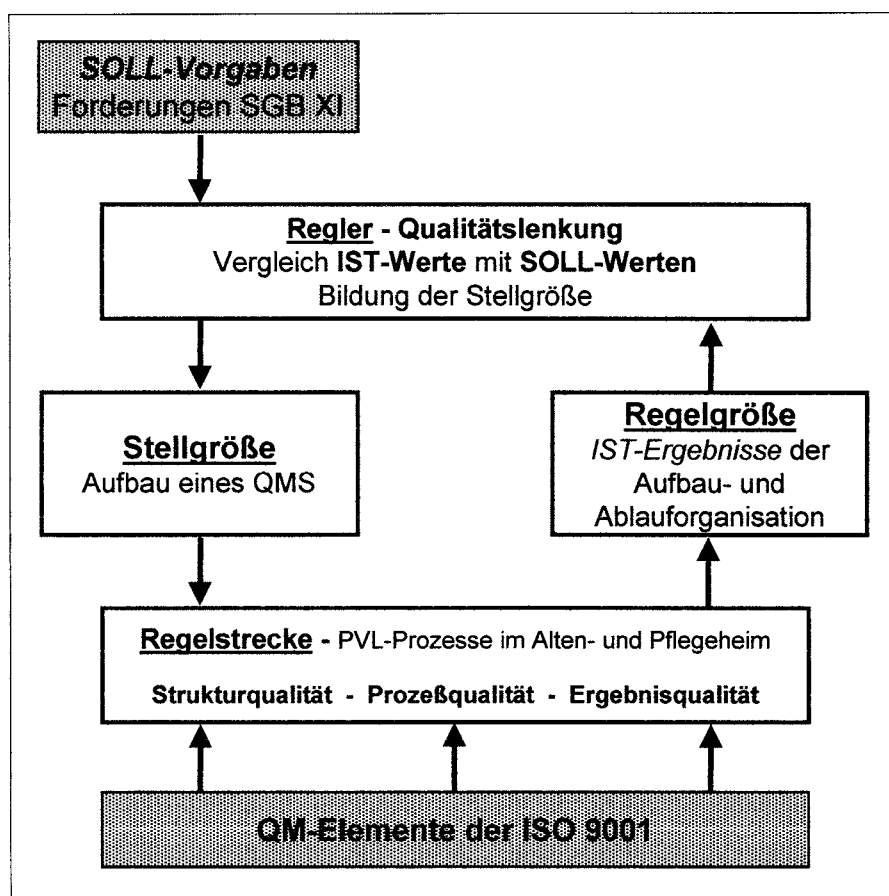 SOLL-Vorgaben
Forderungen SGB XI
Regler - Qualitätslenkung
Vergleich IST-Werte mit SOLL-Werten
Bildung der Stellgröße
Stellgröße
Aufbau eines QMS
Regelgröße
IST-Ergebnisse der
Aufbau- und
Ablauforganisation
Regelstrecke - PVL-Prozesse im Alten- und Pflegeheim
Strukturqualität - Prozeßqualität - Ergebnisqualität
QM-Elemente der ISO 9001